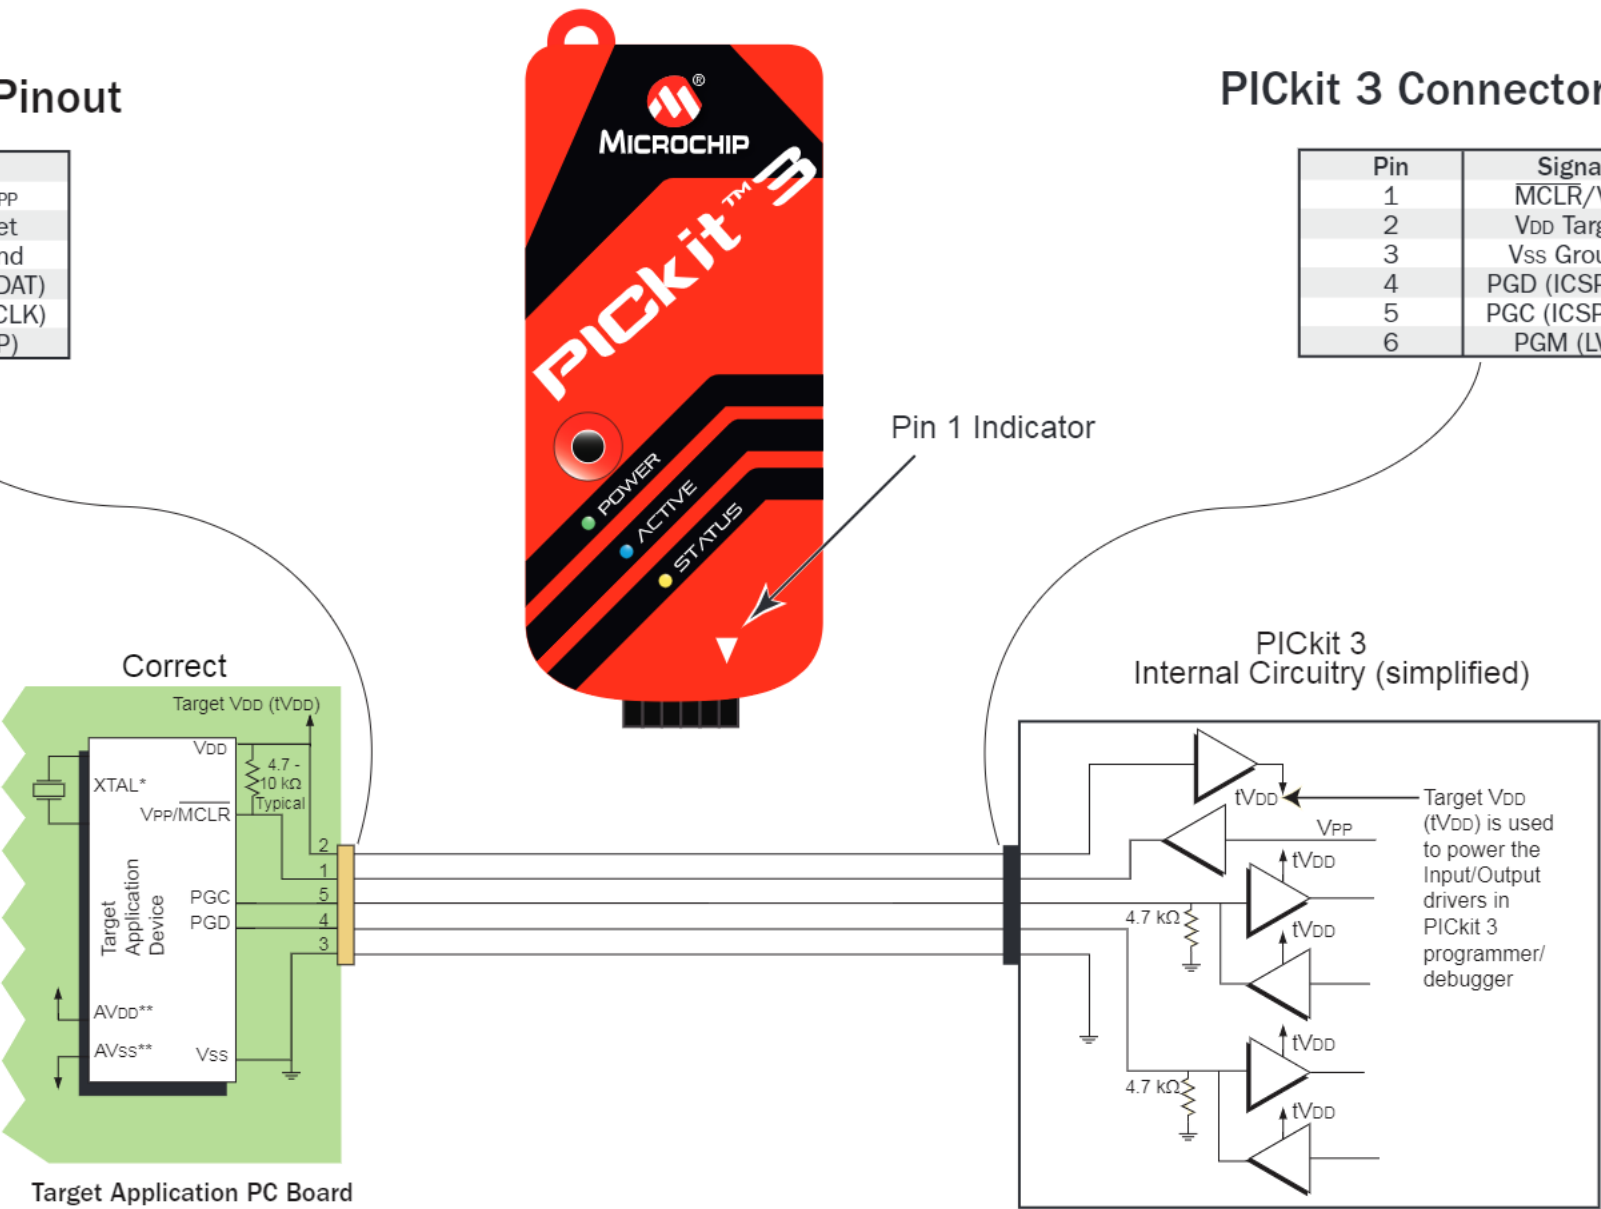 Pinout
PP
et
nd
DAT)
CLK)
P)
®
MICROCHIP
PICkit™ 3
POWER
ACTIVE
STATUS
Pin 1 Indicator
PICkit 3 Connector
Pin Signa
1 MCLR/V
2 VDD Targ
3 VSS Grou
4 PGD (ICSP
5 PGC (ICSP
6 PGM (LV
Correct
Target VDD (tVDD)
VDD
4.7 -
10 kΩ
Typical
XTAL*
VPP/MCLR
2
1
5
4
3
PGC
PGD
Target
Application
Device
AVDD**
AVSS**
VSS
Target Application PC Board
PICkit 3
Internal Circuitry (simplified)
tVDD
Target VDD
(tVDD) is used
to power the
Input/Output
drivers in
PICkit 3
programmer/
debugger
VPP
tVDD
4.7 kΩ
tVDD
tVDD
4.7 kΩ
tVDD